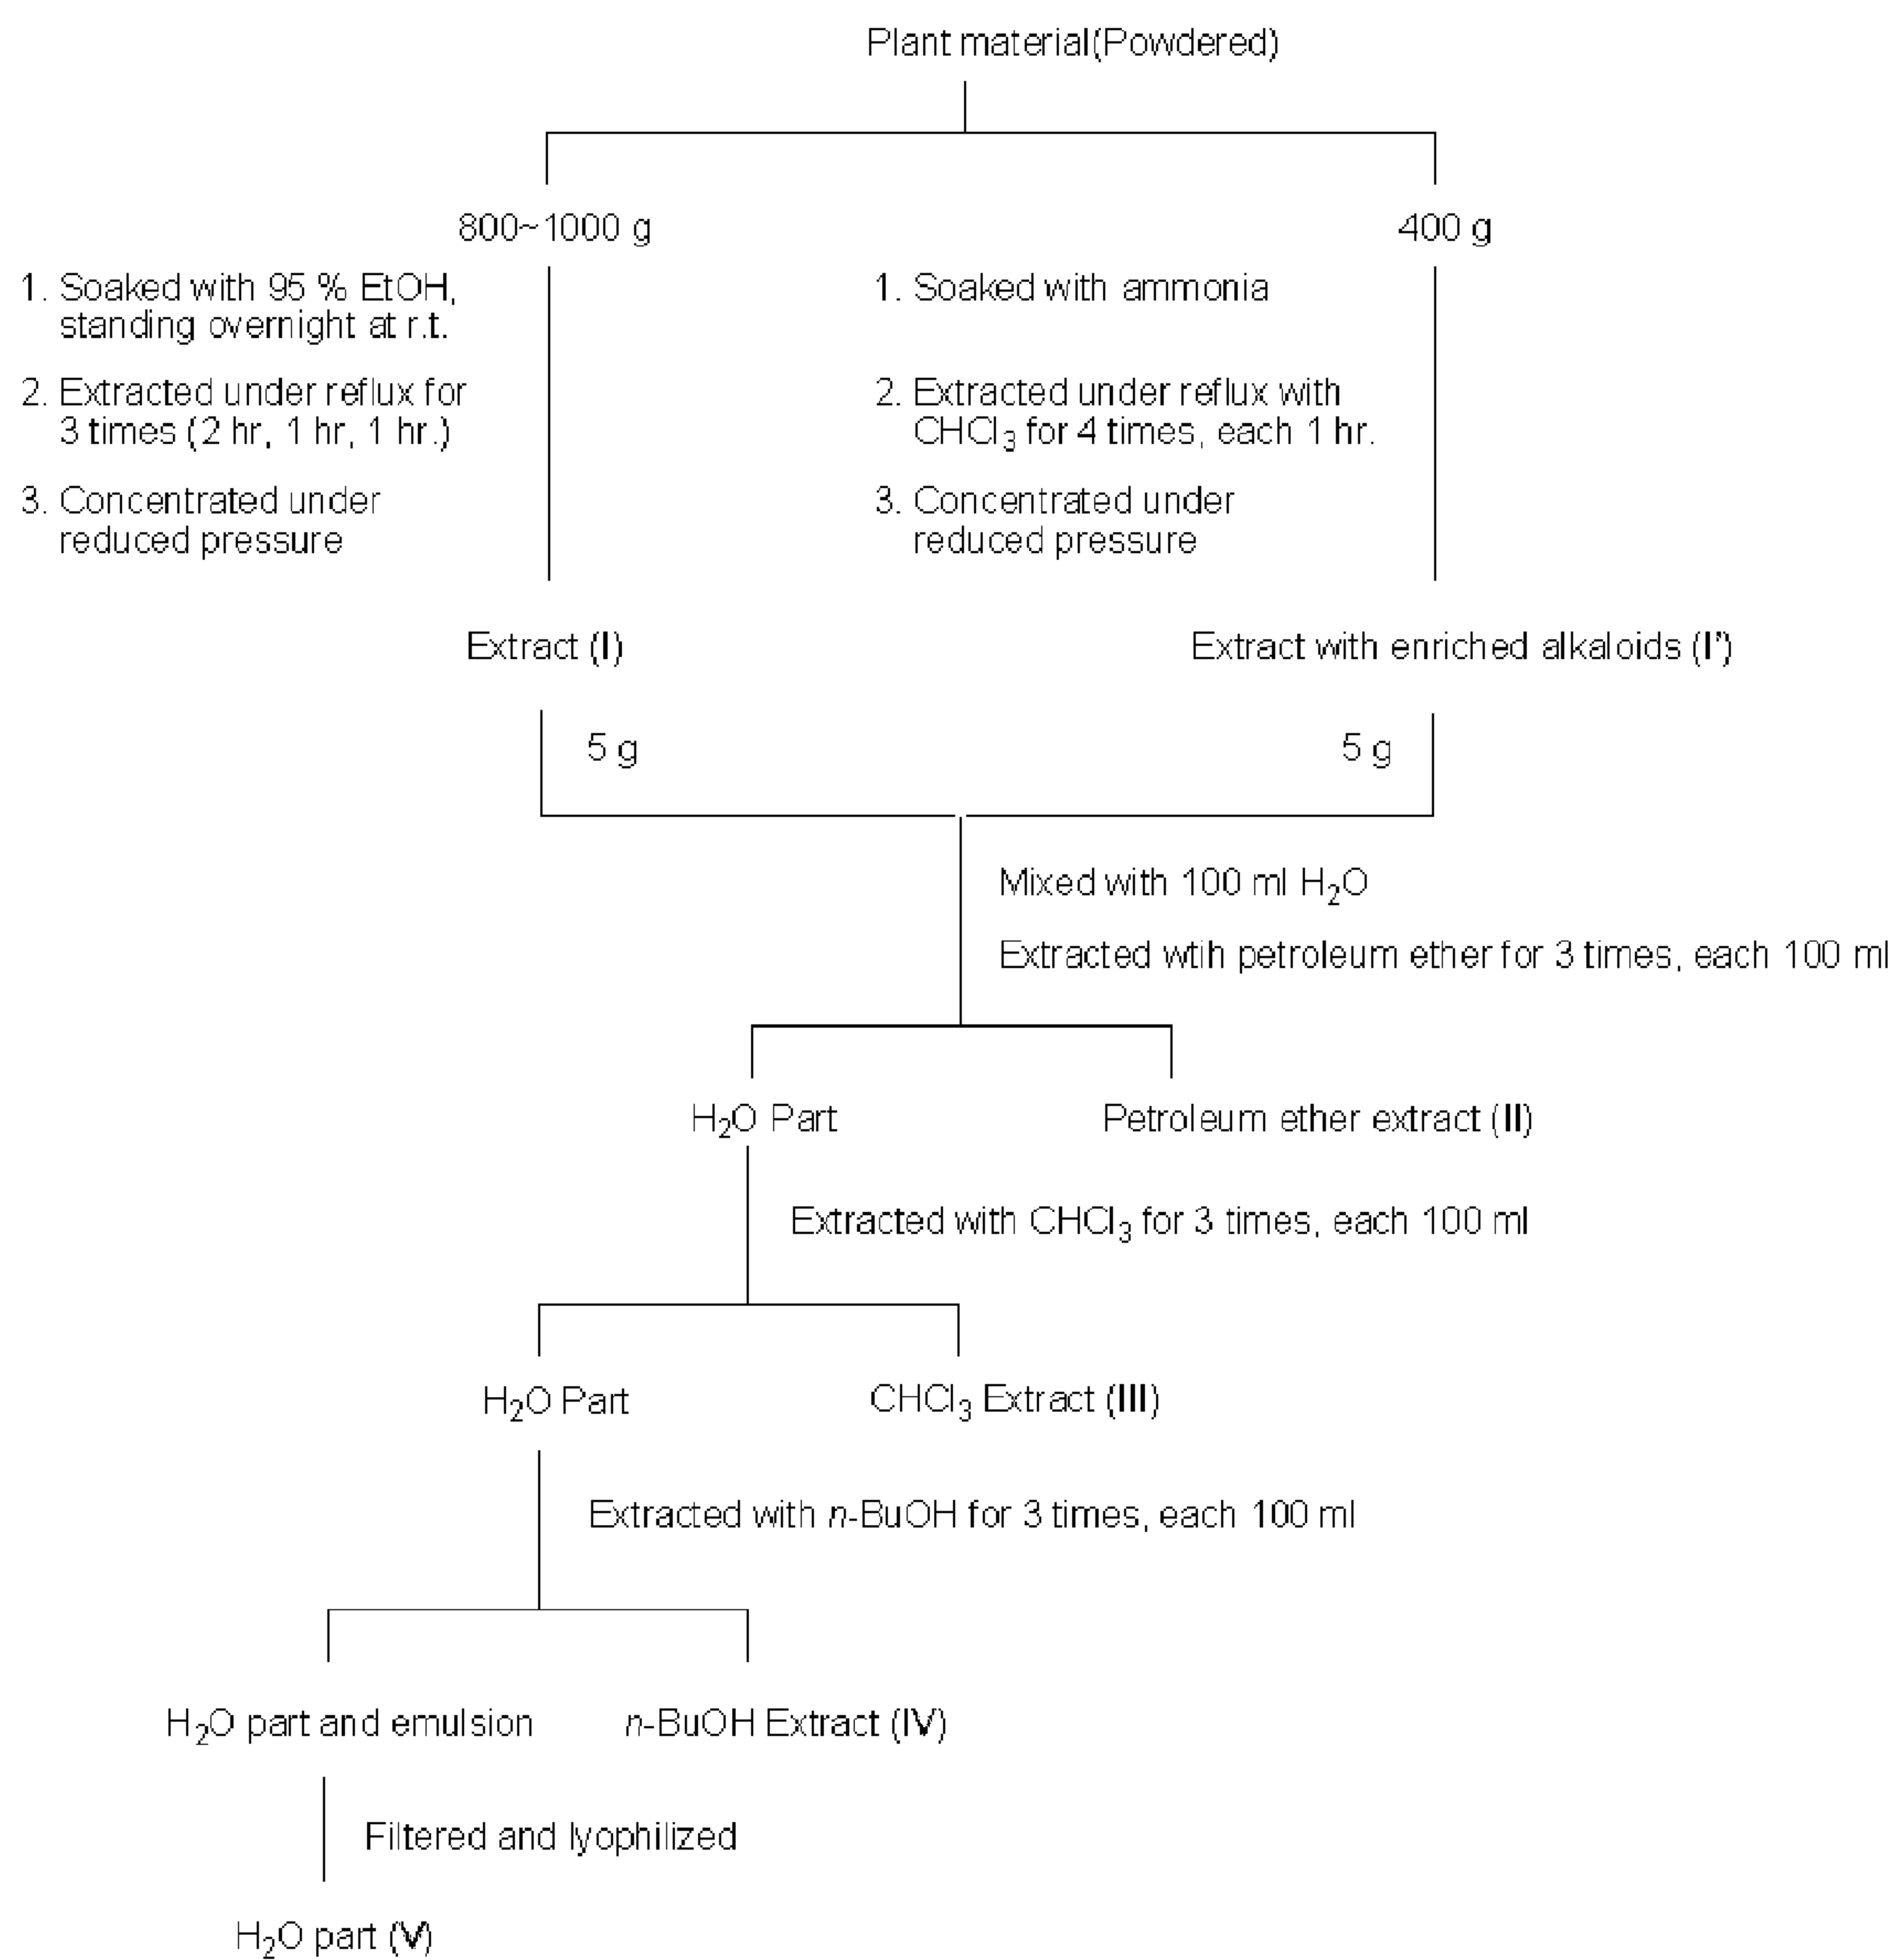 Plant material(Powdered)
800~1000 g
400 g
1. Soaked with 95 % EtOH,
standing overnight at r.t.
2. Extracted under reflux for
3 times (2 hr, 1 hr, 1 hr.)
3. Concentrated under
reduced pressure
1. Soaked with ammonia
2. Extracted under reflux with
CHCl₃ for 4 times, each 1 hr.
3. Concentrated under
reduced pressure
Extract (I)
Extract with enriched alkaloids (I')
5 g
5 g
Mixed with 100 ml H₂O
Extracted wtih petroleum ether for 3 times, each 100 ml
H₂O Part
Petroleum ether extract (II)
Extracted with CHCl₃ for 3 times, each 100 ml
H₂O Part
CHCl₃ Extract (III)
Extracted with n-BuOH for 3 times, each 100 ml
H₂O part and emulsion
n-BuOH Extract (IV)
Filtered and lyophilized
H₂O part (V)